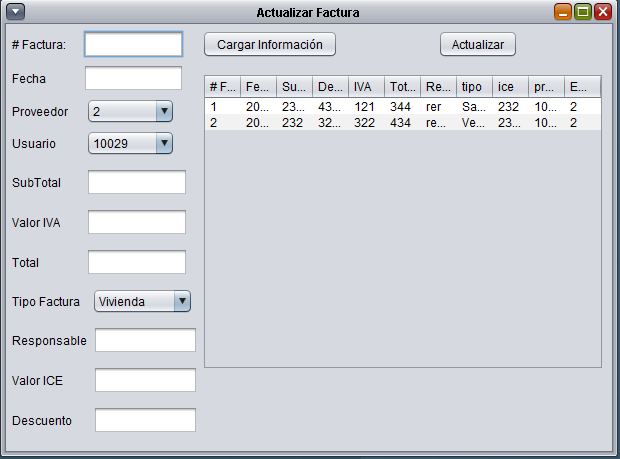 Actualizar Factura
# Factura:
Cargar Información
Actualizar
Fecha
Proveedor 2
Usuario 10029
SubTotal
Valor IVA
Total
Tipo Factura Vivienda
Responsable
Valor ICE
Descuento
# F... Fe... Su... De... IVA Tot... Re... tipo ice pr... E...
1 20... 23... 43... 121 344 rer Sa... 232 10... 2
2 20... 232 32... 322 434 re... Ve... 23... 10... 2